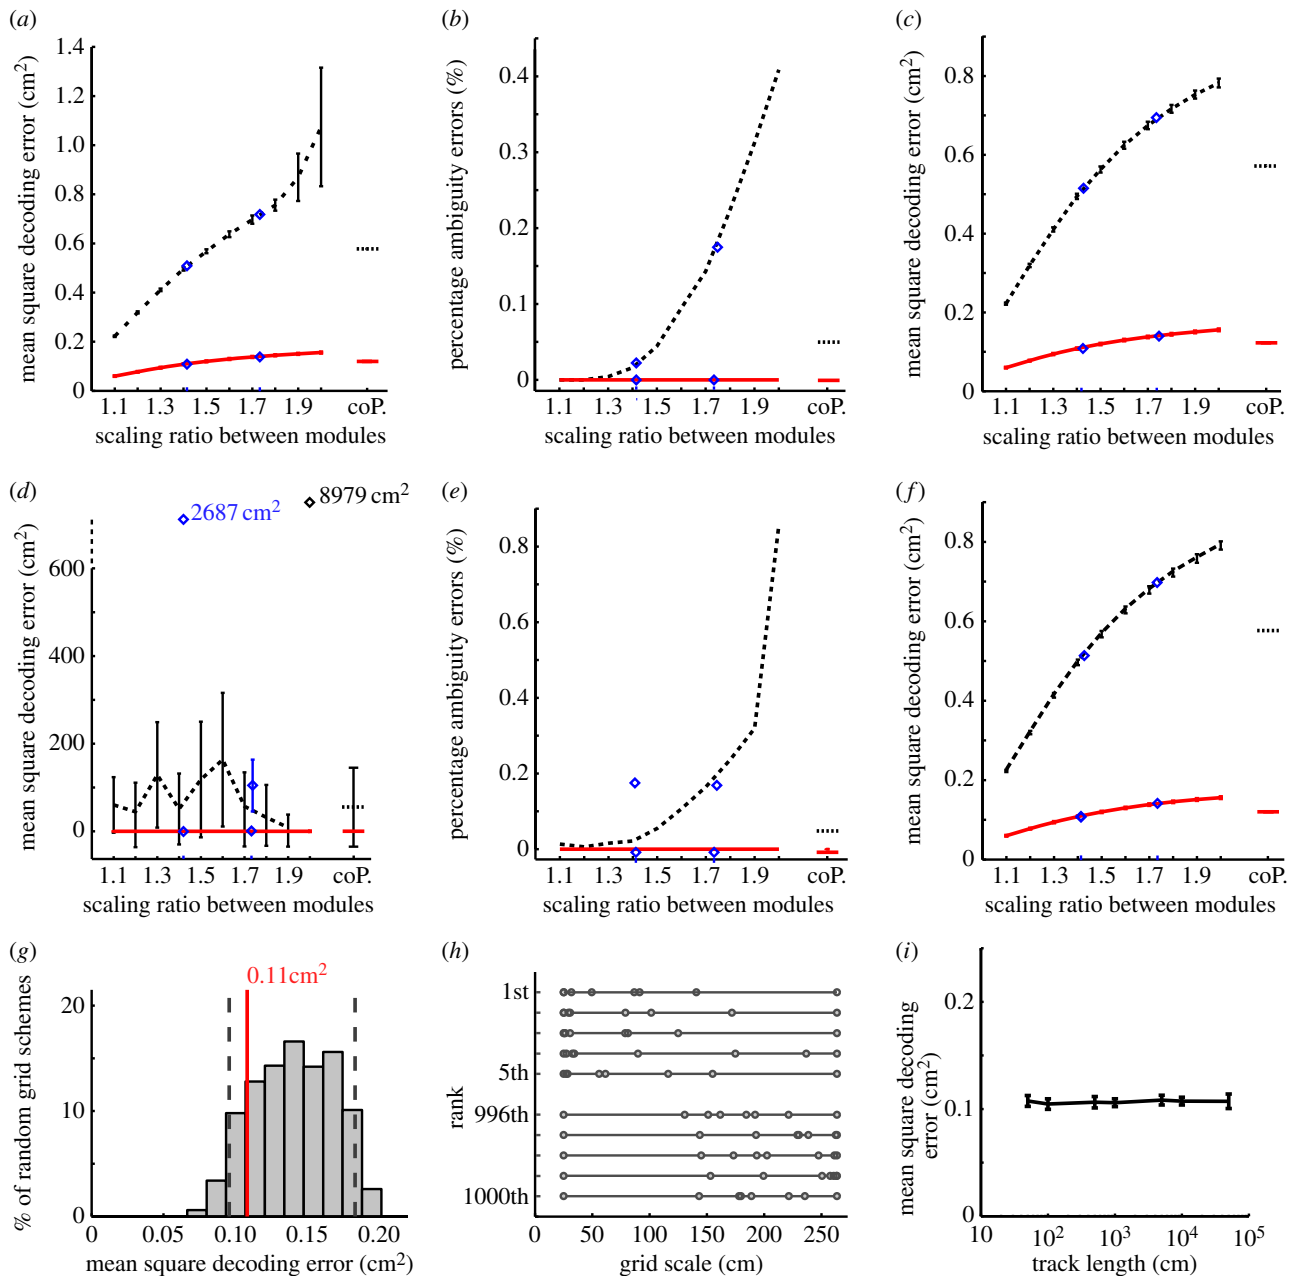 (a)
mean square decoding error (cm²)
1.4
1.2
1.0
0.8
0.6
0.4
0.2
0
1.1 1.3 1.5 1.7 1.9 coP.
scaling ratio between modules
(b)
percentage ambiguity errors (%)
0.4
0.3
0.2
0.1
0
1.1 1.3 1.5 1.7 1.9 coP.
scaling ratio between modules
(c)
mean square decoding error (cm²)
0.8
0.6
0.4
0.2
0
1.1 1.3 1.5 1.7 1.9 coP.
scaling ratio between modules
(d)
mean square decoding error (cm²)
2687 cm²
8979 cm²
600
400
200
0
1.1 1.3 1.5 1.7 1.9 coP.
scaling ratio between modules
(e)
percentage ambiguity errors (%)
0.8
0.6
0.4
0.2
0
1.1 1.3 1.5 1.7 1.9 coP.
scaling ratio between modules
(f)
mean square decoding error (cm²)
0.8
0.6
0.4
0.2
0
1.1 1.3 1.5 1.7 1.9 coP.
scaling ratio between modules
(g)
% of random grid schemes
0.11cm²
20
10
0
0 0.05 0.10 0.15 0.20
mean square decoding error (cm²)
(h)
rank
1st
5th
996th
1000th
0 50 100 150 200 250
grid scale (cm)
(i)
mean square decoding
error (cm²)
0.2
0.1
0
10 10² 10³ 10⁴ 10⁵
track length (cm)